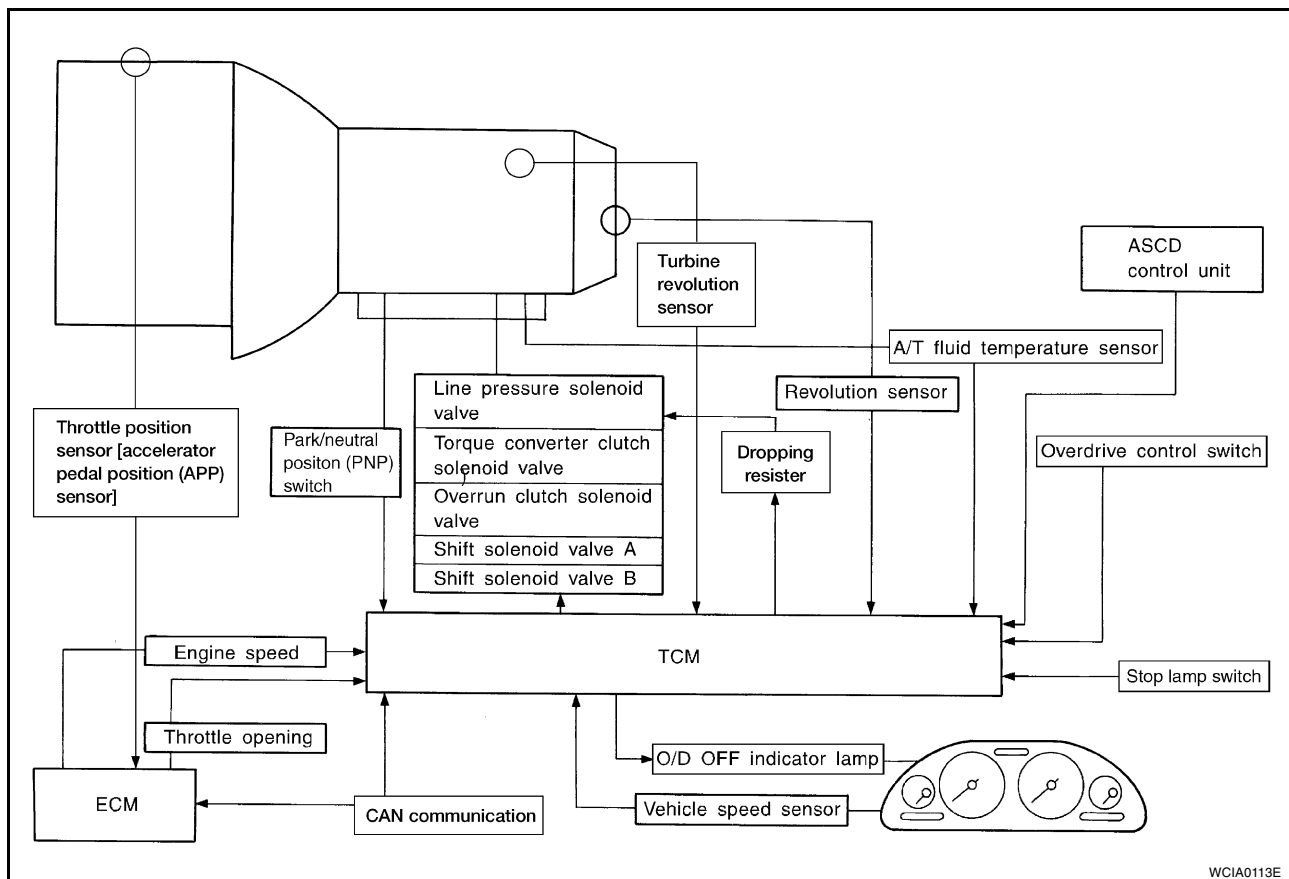 Turbine
revolution
sensor
ASCD
control unit
A/T fluid temperature sensor
Line pressure solenoid
valve
Torque converter clutch
solenoid valve
Overrun clutch solenoid
valve
Shift solenoid valve A
Shift solenoid valve B
Revolution sensor
Throttle position
sensor [accelerator
pedal position (APP)
sensor]
Park/neutral
positon (PNP)
switch
Dropping
resister
Overdrive control switch
Engine speed
TCM
Stop lamp switch
Throttle opening
O/D OFF indicator lamp
ECM
CAN communication
Vehicle speed sensor
WCIA0113E